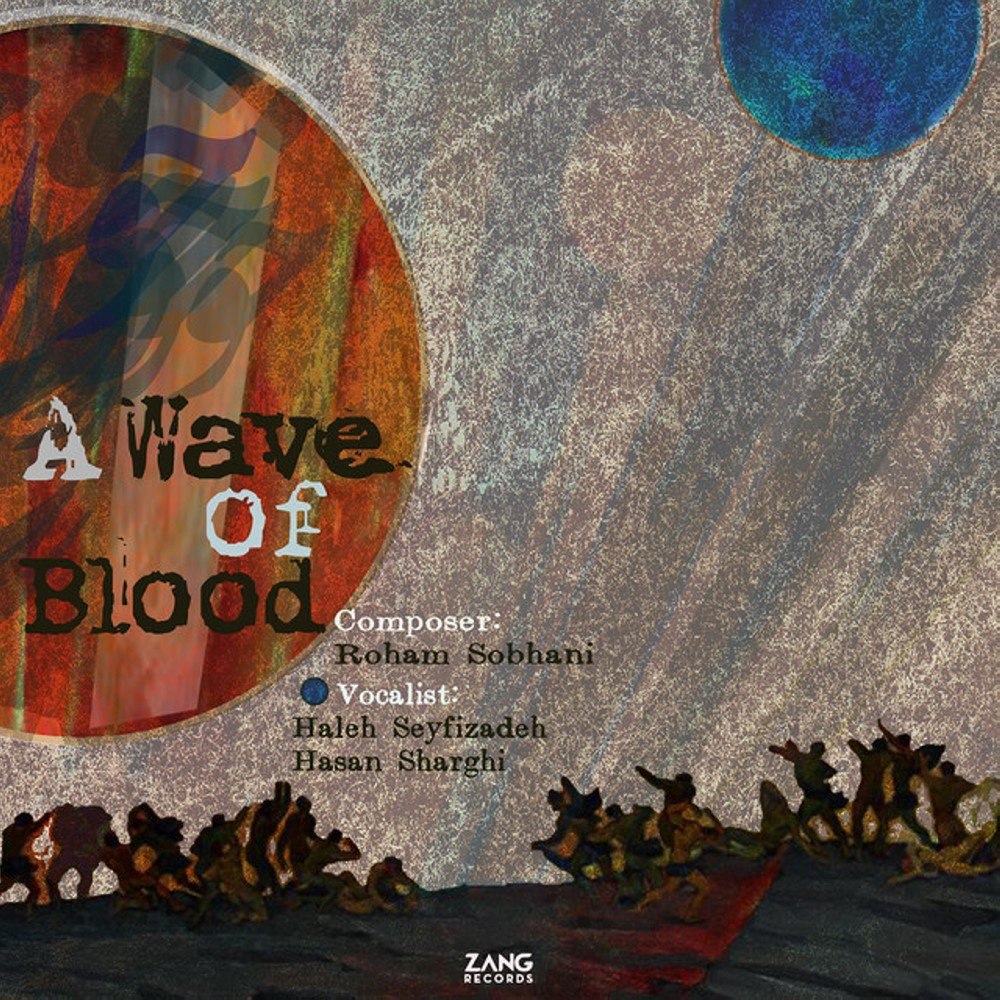 A Wave
Of
Blood
Composer:
Roham Sobhani
Vocalist:
Haleh Seyfizadeh
Hasan Sharghi
ZANG
RECORDS